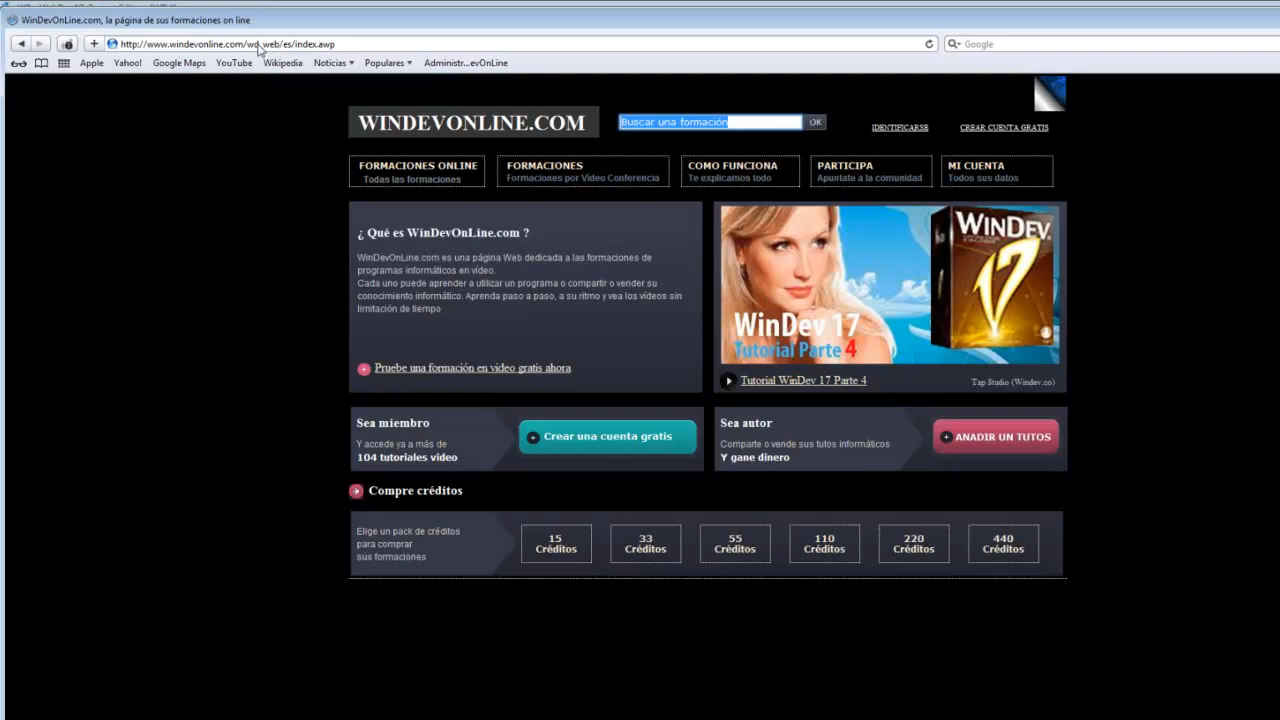 WinDevOnLine.com, la página de sus formaciones on line
http://www.windevonline.com/wd_web/es/index.awp
Google
Apple Yahoo! Google Maps YouTube Wikipedia Noticias Populares Administr...evOnLine
WINDEVONLINE.COM
Buscar una formación
OK
IDENTIFICARSE
CREAR CUENTA GRATIS
FORMACIONES ONLINE
Todas las formaciones
FORMACIONES
Formaciones por Video Conferencia
COMO FUNCIONA
Te explicamos todo
PARTICIPA
Apuntate a la comunidad
MI CUENTA
Todos sus datos
¿ Qué es WinDevOnLine.com ?
WinDevOnLine.com es una página Web dedicada a las formaciones de
programas informáticos en vídeo.
Cada uno puede aprender a utilizar un programa o compartir o vender su
conocimiento informático. Aprenda paso a paso, a su ritmo y vea los vídeos sin
limitación de tiempo
Pruebe una formación en video gratis ahora
WINDEV
17
WinDev 17
Tutorial Parte 4
Tutorial WinDev 17 Parte 4
Tap Studio (Windev.co)
Sea miembro
Y accede ya a más de
104 tutoriales video
Crear una cuenta gratis
Sea autor
Comparte o vende sus tutos informáticos
Y gane dinero
ANADIR UN TUTOS
Compre créditos
Elige un pack de créditos
para comprar
sus formaciones
15
Créditos
33
Créditos
55
Créditos
110
Créditos
220
Créditos
440
Créditos